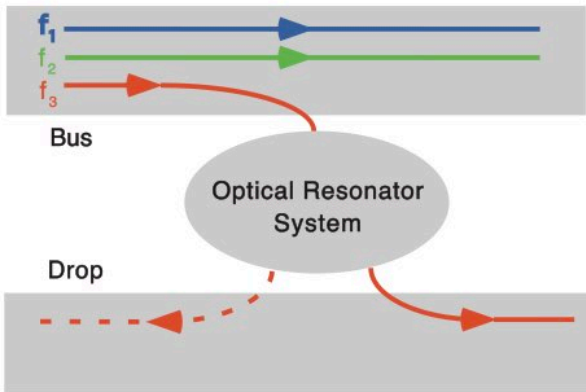 f₁
f₂
f₃
Bus
Optical Resonator
System
Drop